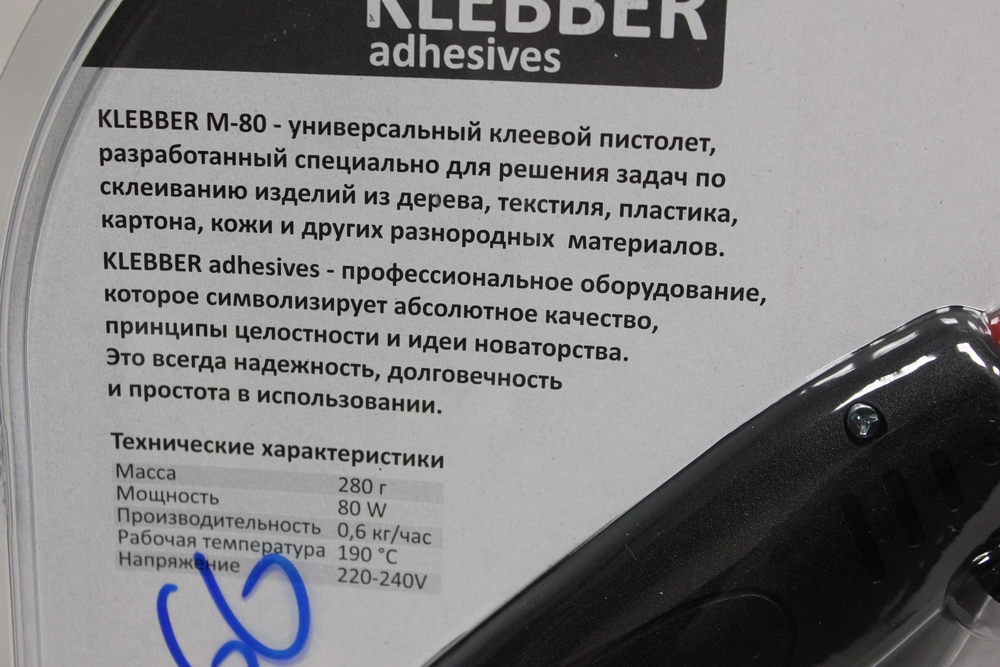 KLEBBER
adhesives
KLEBBER M-80 - универсальный клеевой пистолет,
разработанный специально для решения задач по
склеиванию изделий из дерева, текстиля, пластика,
картона, кожи и других разнородных материалов.
KLEBBER adhesives - профессиональное оборудование,
которое символизирует абсолютное качество,
принципы целостности и идеи новаторства.
Это всегда надежность, долговечность
и простота в использовании.
Технические характеристики
Масса 280 г
Мощность 80 W
Производительность 0,6 кг/час
Рабочая температура 190 °C
Напряжение 220-240V